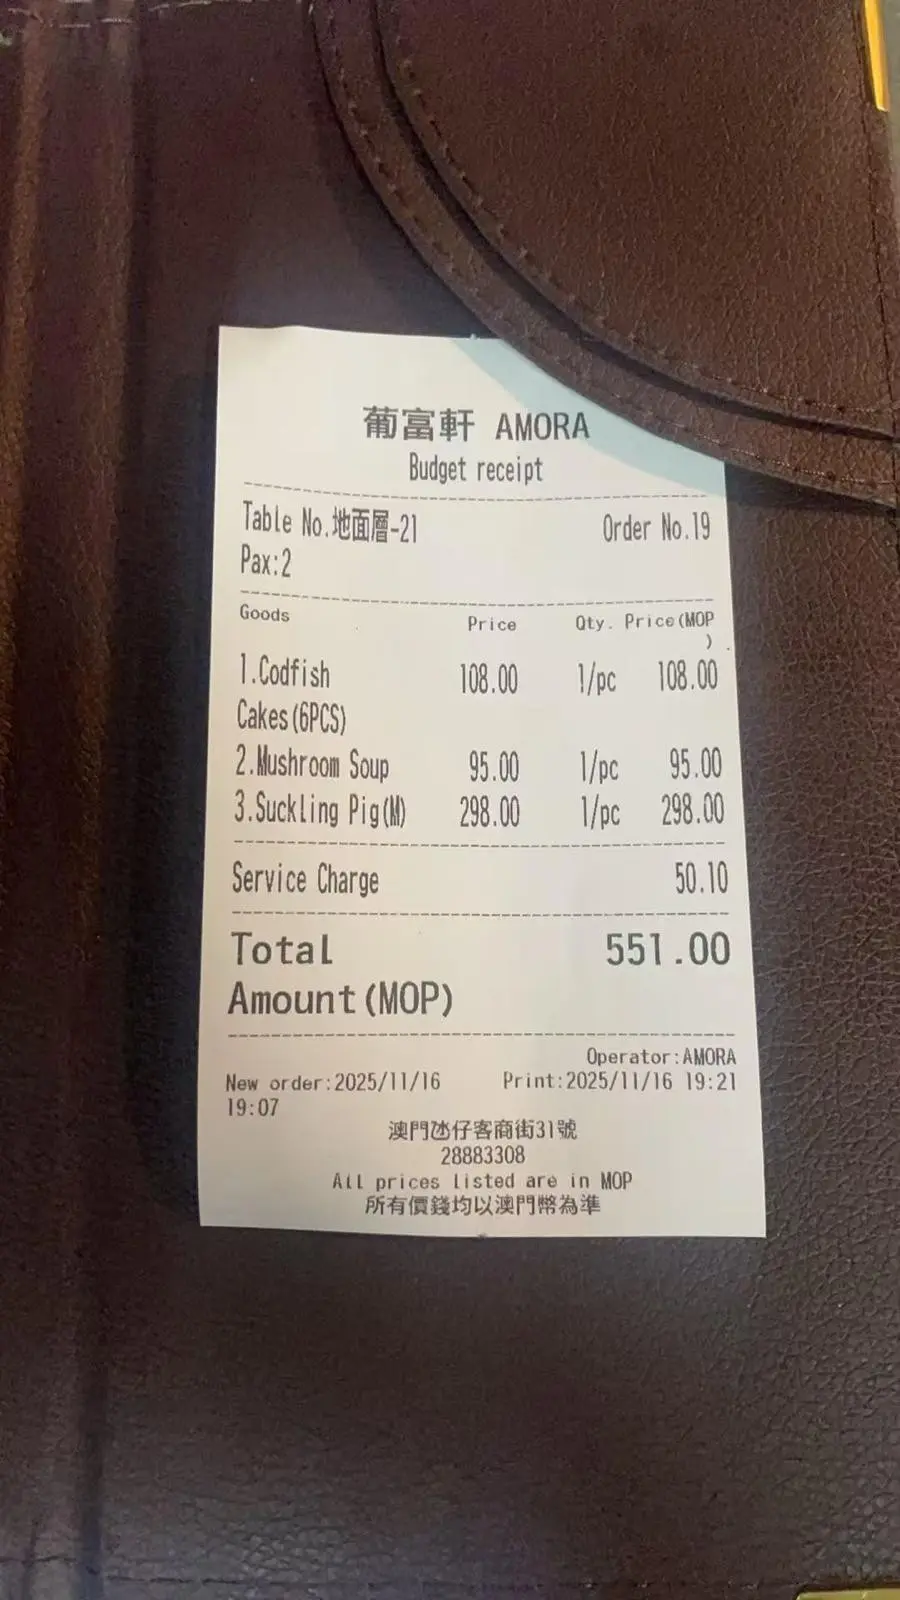 葡富軒 AMORA
Budget receipt
Table No.地面層-21 Order No.19
Pax:2
Goods Price Qty. Price(MOP
)
1.Codfish 108.00 1/pc 108.00
Cakes(6PCS)
2.Mushroom Soup 95.00 1/pc 95.00
3.Suckling Pig(M) 298.00 1/pc 298.00
Service Charge 50.10
Total 551.00
Amount(MOP)
Operator:AMORA
New order:2025/11/16 Print:2025/11/16 19:21
19:07
澳門氹仔客商街31號
28883308
All prices listed are in MOP
所有價錢均以澳門幣為準